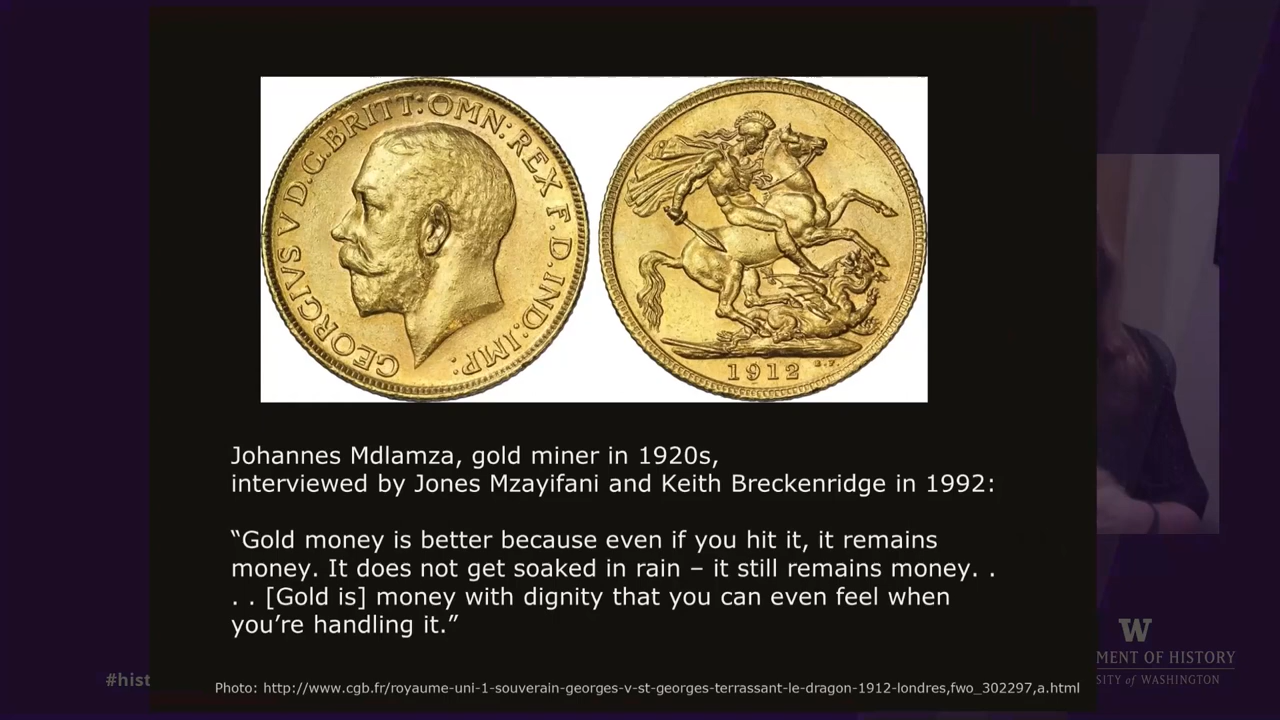 GEORGIVS V D.G.BRITT:OMN:REX F.D.IND:IMP:
1912
B.P.
Johannes Mdlamza, gold miner in 1920s,
interviewed by Jones Mzayifani and Keith Breckenridge in 1992:
“Gold money is better because even if you hit it, it remains
money. It does not get soaked in rain – it still remains money. .
. . [Gold is] money with dignity that you can even feel when
you’re handling it.”
W
MENT OF HISTORY
SITY of WASHINGTON
#hist
Photo: http://www.cgb.fr/royaume-uni-1-souverain-georges-v-st-georges-terrassant-le-dragon-1912-londres,fwo_302297,a.html